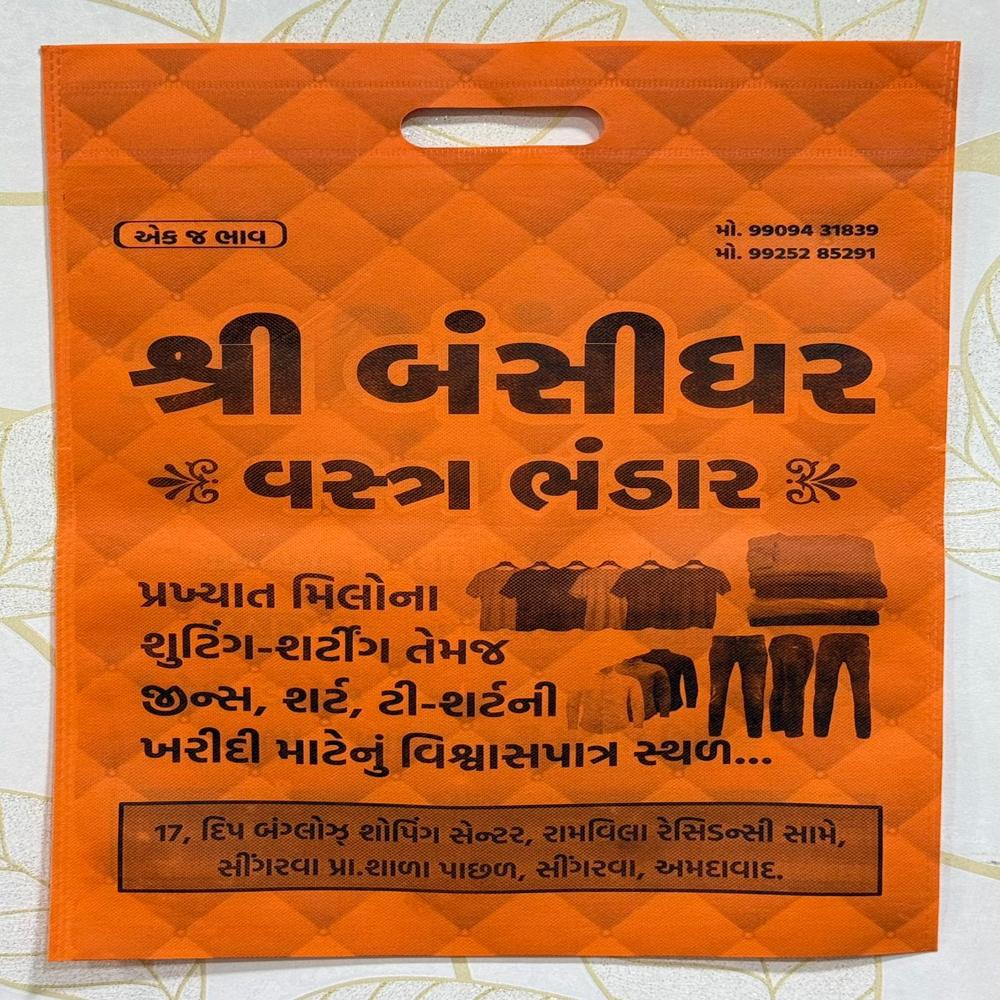 એક જ ભાવ
મો. 99094 31839
મો. 99252 85291
શ્રી બંસીધર
વસ્ત્ર ભંડાર
પ્રખ્યાત મિલોના
શુટિંગ-શર્ટીંગ તેમજ
જીન્સ, શર્ટ, ટી-શર્ટની
ખરીદી માટેનું વિશ્વાસપાત્ર સ્થળ...
17, દિપ બંગ્લોઝ્ શોપિંગ સેન્ટર, રામવિલા રેસિડન્સી સામે,
સીંગરવા પ્રા.શાળા પાછળ, સીંગરવા, અમદાવાદ.